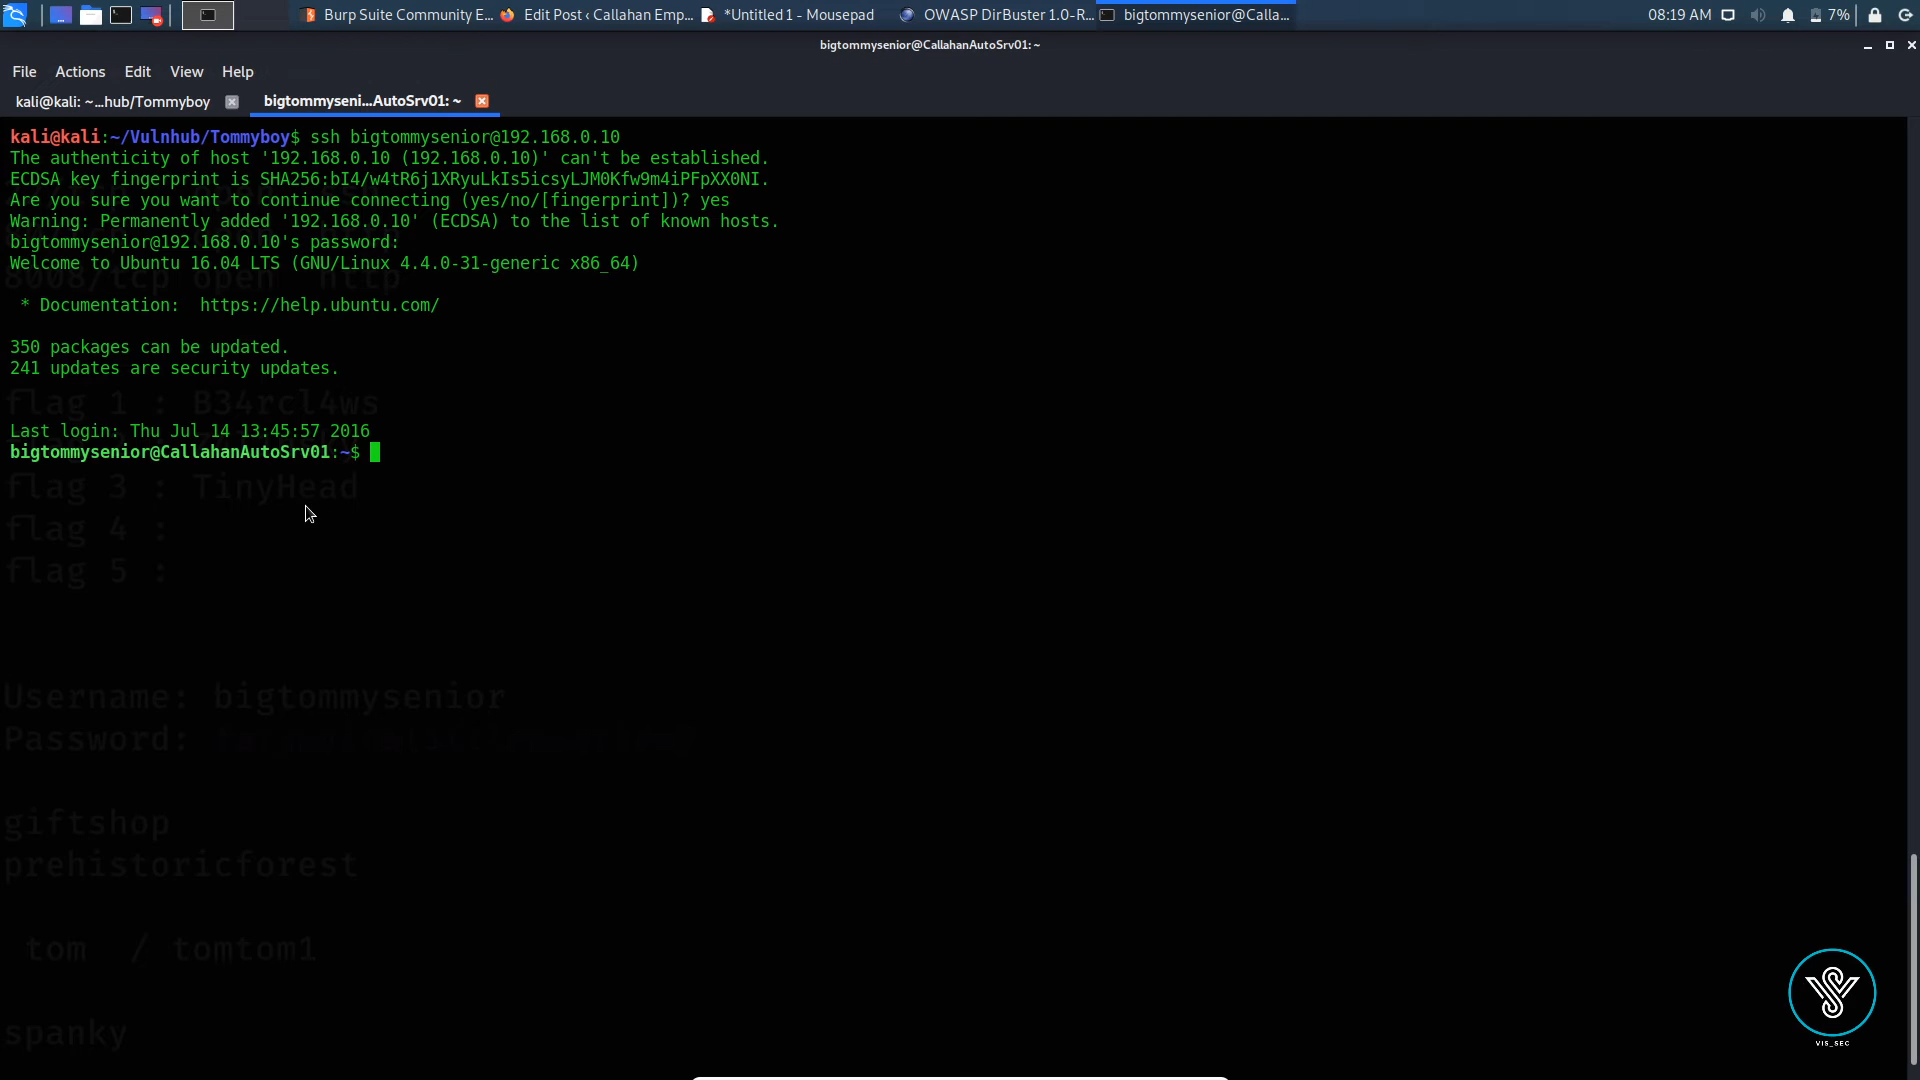 08:19 AM
7%
Burp Suite Community E...
Edit Post ‹ Callahan Emp...
*Untitled 1 - Mousepad
OWASP DirBuster 1.0-R...
bigtommysenior@Calla...
bigtommysenior@CallahanAutoSrv01: ~
File Actions Edit View Help
kali@kali: ~...hub/Tommyboy
bigtommyseni...AutoSrv01: ~
kali@kali:~/Vulnhub/Tommyboy$ ssh bigtommysenior@192.168.0.10
The authenticity of host '192.168.0.10 (192.168.0.10)' can't be established.
ECDSA key fingerprint is SHA256:bI4/w4tR6j1XRyuLkIs5icsyLJM0Kfw9m4iPFpXX0NI.
Are you sure you want to continue connecting (yes/no/[fingerprint])? yes
Warning: Permanently added '192.168.0.10' (ECDSA) to the list of known hosts.
bigtommysenior@192.168.0.10's password:
Welcome to Ubuntu 16.04 LTS (GNU/Linux 4.4.0-31-generic x86_64)
8008/tcp open http
* Documentation: https://help.ubuntu.com/
350 packages can be updated.
241 updates are security updates.
flag 1 : B34rcl4ws
Last login: Thu Jul 14 13:45:57 2016
bigtommysenior@CallahanAutoSrv01:~$
flag 3 : TinyHead
flag 4 :
flag 5 :
Username: bigtommysenior
Password:
giftshop
prehistoricforest
tom / tomtom1
spanky
VIS_SEC